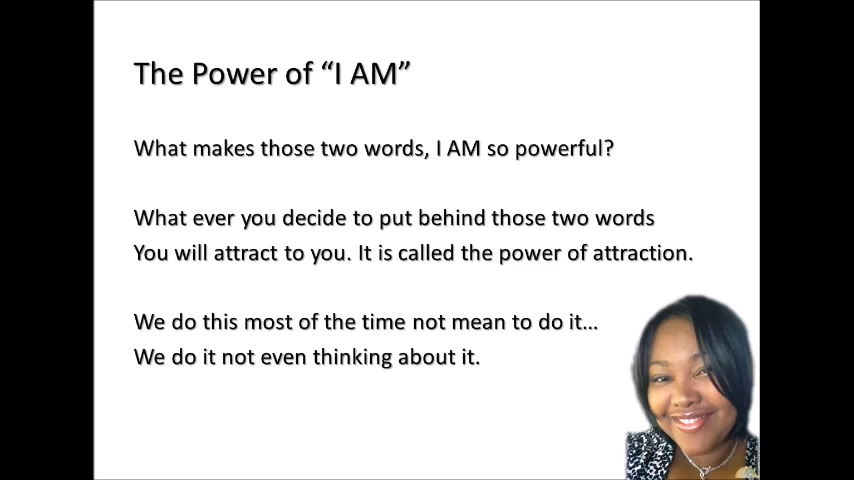 The Power of “I AM”
What makes those two words, I AM so powerful?
What ever you decide to put behind those two words
You will attract to you. It is called the power of attraction.
We do this most of the time not mean to do it…
We do it not even thinking about it.